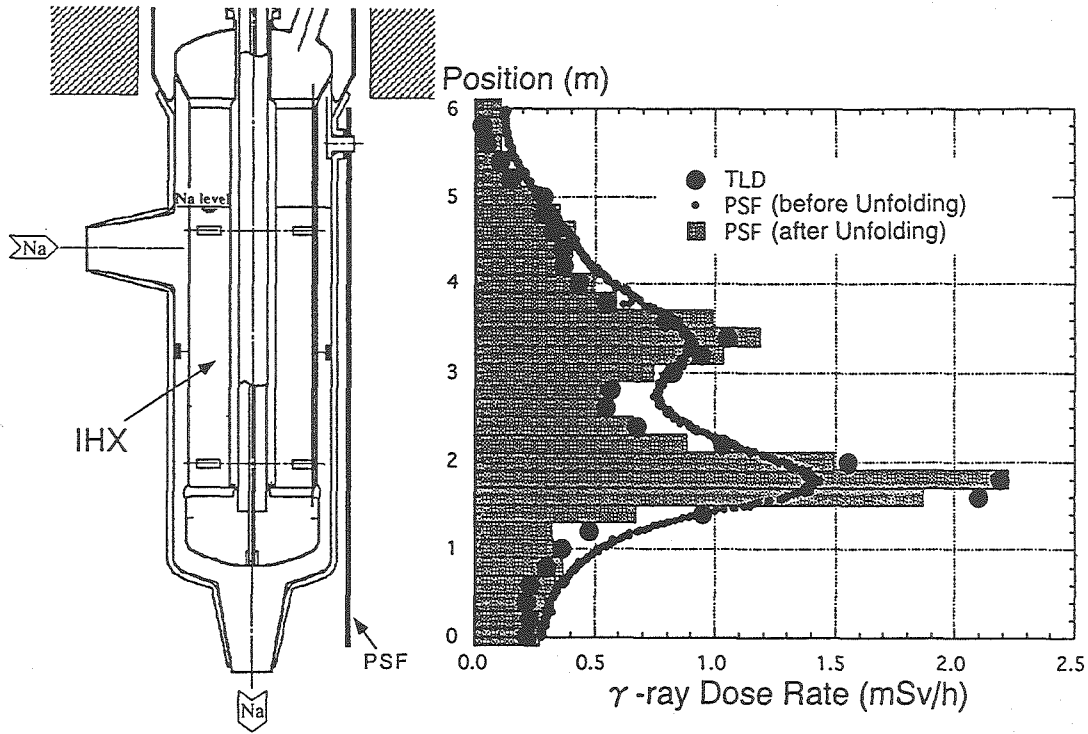 Na level
Na
IHX
PSF
Na
Position (m)
6
5
4
3
2
1
0
TLD
PSF (before Unfolding)
PSF (after Unfolding)
0.0 0.5 1.0 1.5 2.0 2.5
γ-ray Dose Rate (mSv/h)